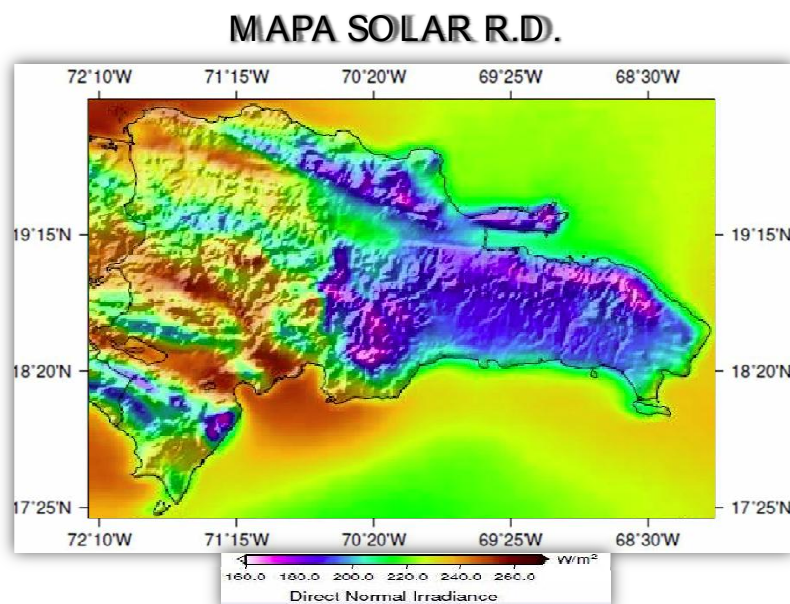 MAPA SOLAR R.D.
72°10'W 71°15'W 70°20'W 69°25'W 68°30'W
19°15'N 19°15'N
18°20'N 18°20'N
17°25'N 17°25'N
72°10'W 71°15'W 70°20'W 69°25'W 68°30'W
W/m²
160.0 180.0 200.0 220.0 240.0 260.0
Direct Normal Irradiance